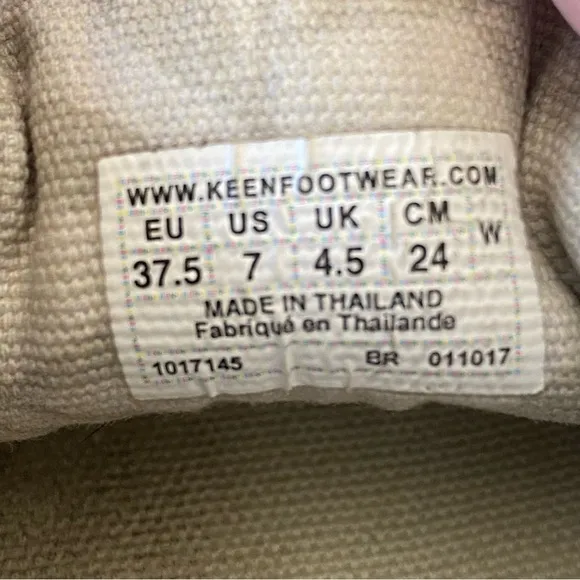 WWW.KEENFOOTWEAR.COM
EU US UK CM W
37.5 7 4.5 24
MADE IN THAILAND
Fabriqué en Thaïlande
1017145 BR 011017